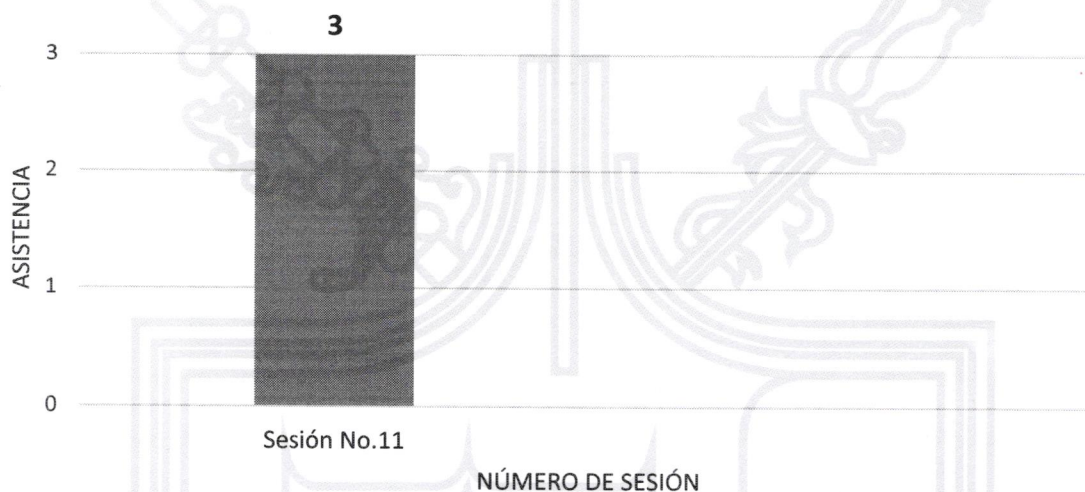 3
3
2
1
0
ASISTENCIA
Sesión No.11
NÚMERO DE SESIÓN